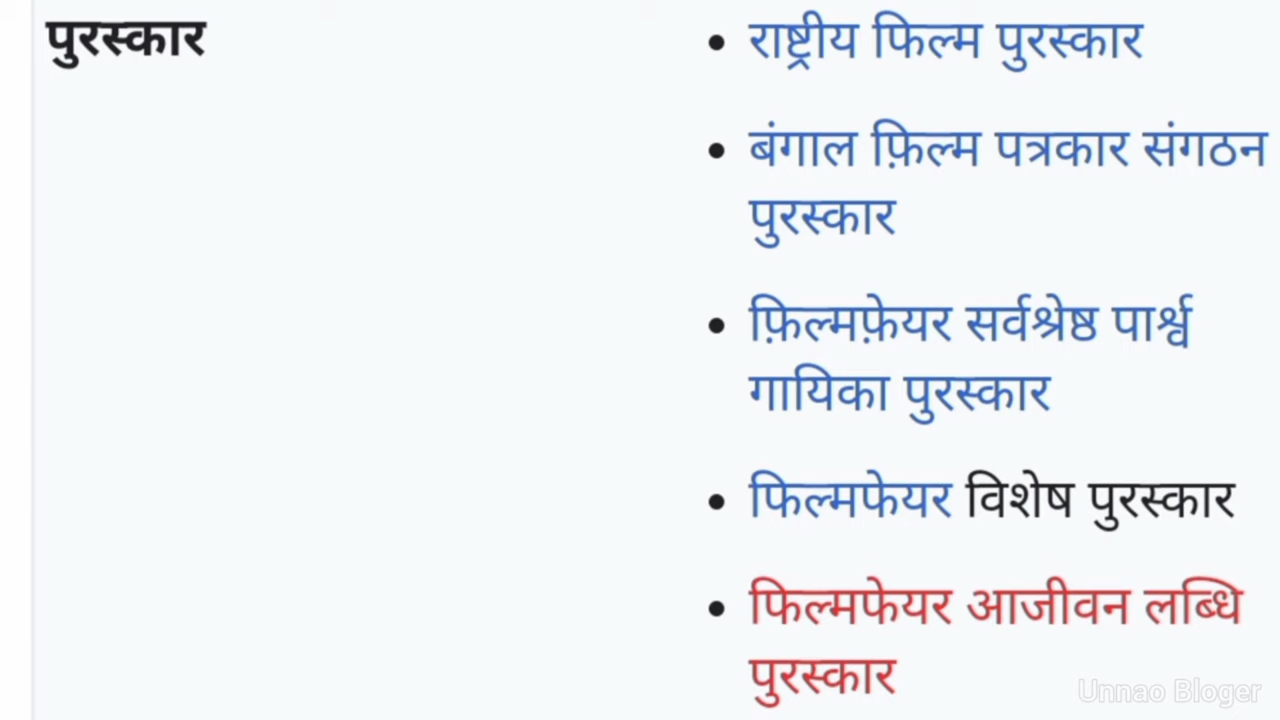 पुरस्कार
राष्ट्रीय फिल्म पुरस्कार
बंगाल फ़िल्म पत्रकार संगठन
पुरस्कार
फ़िल्मफ़ेयर सर्वश्रेष्ठ पार्श्व
गायिका पुरस्कार
फिल्मफेयर विशेष पुरस्कार
फिल्मफेयर आजीवन लब्धि
पुरस्कार
Unnao Bloger